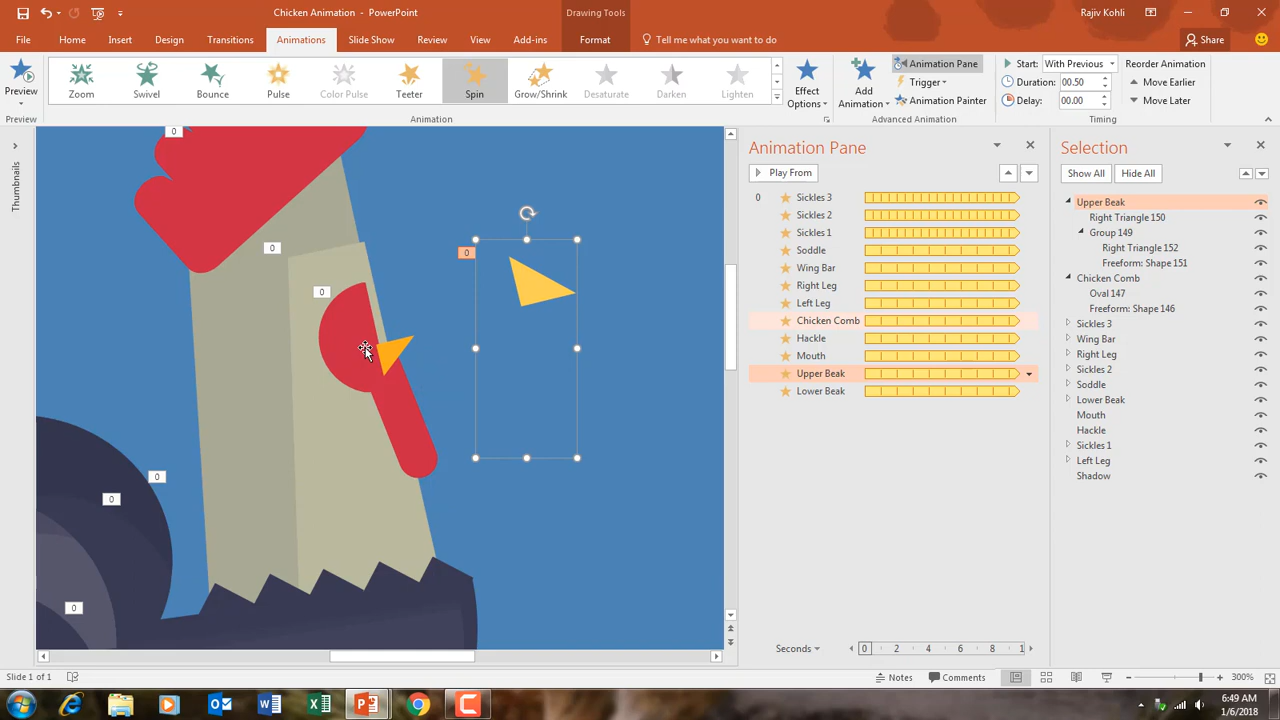 Chicken Animation - PowerPoint
Drawing Tools
Rajiv Kohli
File Home Insert Design Transitions Animations Slide Show Review View Add-ins Format Tell me what you want to do Share
Preview
Zoom Swivel Bounce Pulse Color Pulse Teeter Spin Grow/Shrink Desaturate Darken Lighten
Effect Options
Add Animation
Animation Pane
Trigger
Animation Painter
Start: With Previous
Duration: 00.50
Delay: 00.00
Reorder Animation
Move Earlier
Move Later
Preview Animation Advanced Animation Timing
Thumbnails
0
0
0
0
0
0
0
Animation Pane
Play From
0 Sickles 3
Sickles 2
Sickles 1
Soddle
Wing Bar
Right Leg
Left Leg
Chicken Comb
Hackle
Mouth
Upper Beak
Lower Beak
Seconds 0 2 4 6 8 1
Selection
Show All Hide All
Upper Beak
Right Triangle 150
Group 149
Right Triangle 152
Freeform: Shape 151
Chicken Comb
Oval 147
Freeform: Shape 146
Sickles 3
Wing Bar
Right Leg
Sickles 2
Soddle
Lower Beak
Mouth
Hackle
Sickles 1
Left Leg
Shadow
Slide 1 of 1
Notes Comments 300%
6:49 AM
1/6/2018